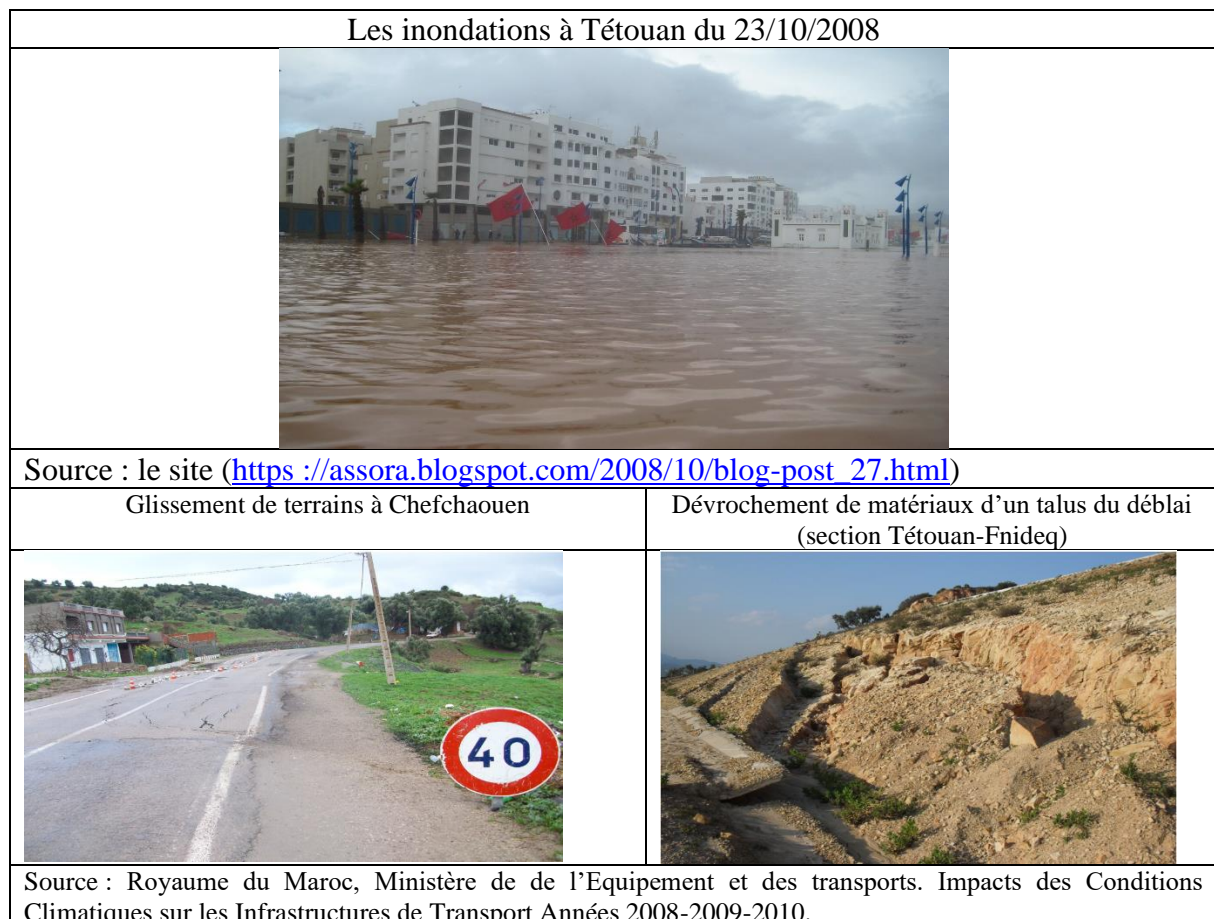 Les inondations à Tétouan du 23/10/2008
Source : le site (https ://assora.blogspot.com/2008/10/blog-post_27.html)
Glissement de terrains à Chefchaouen
Dévrochement de matériaux d’un talus du déblai
(section Tétouan-Fnideq)
40
Source : Royaume du Maroc, Ministère de de l’Equipement et des transports. Impacts des Conditions
Climatiques sur les Infrastructures de Transport Années 2008-2009-2010.